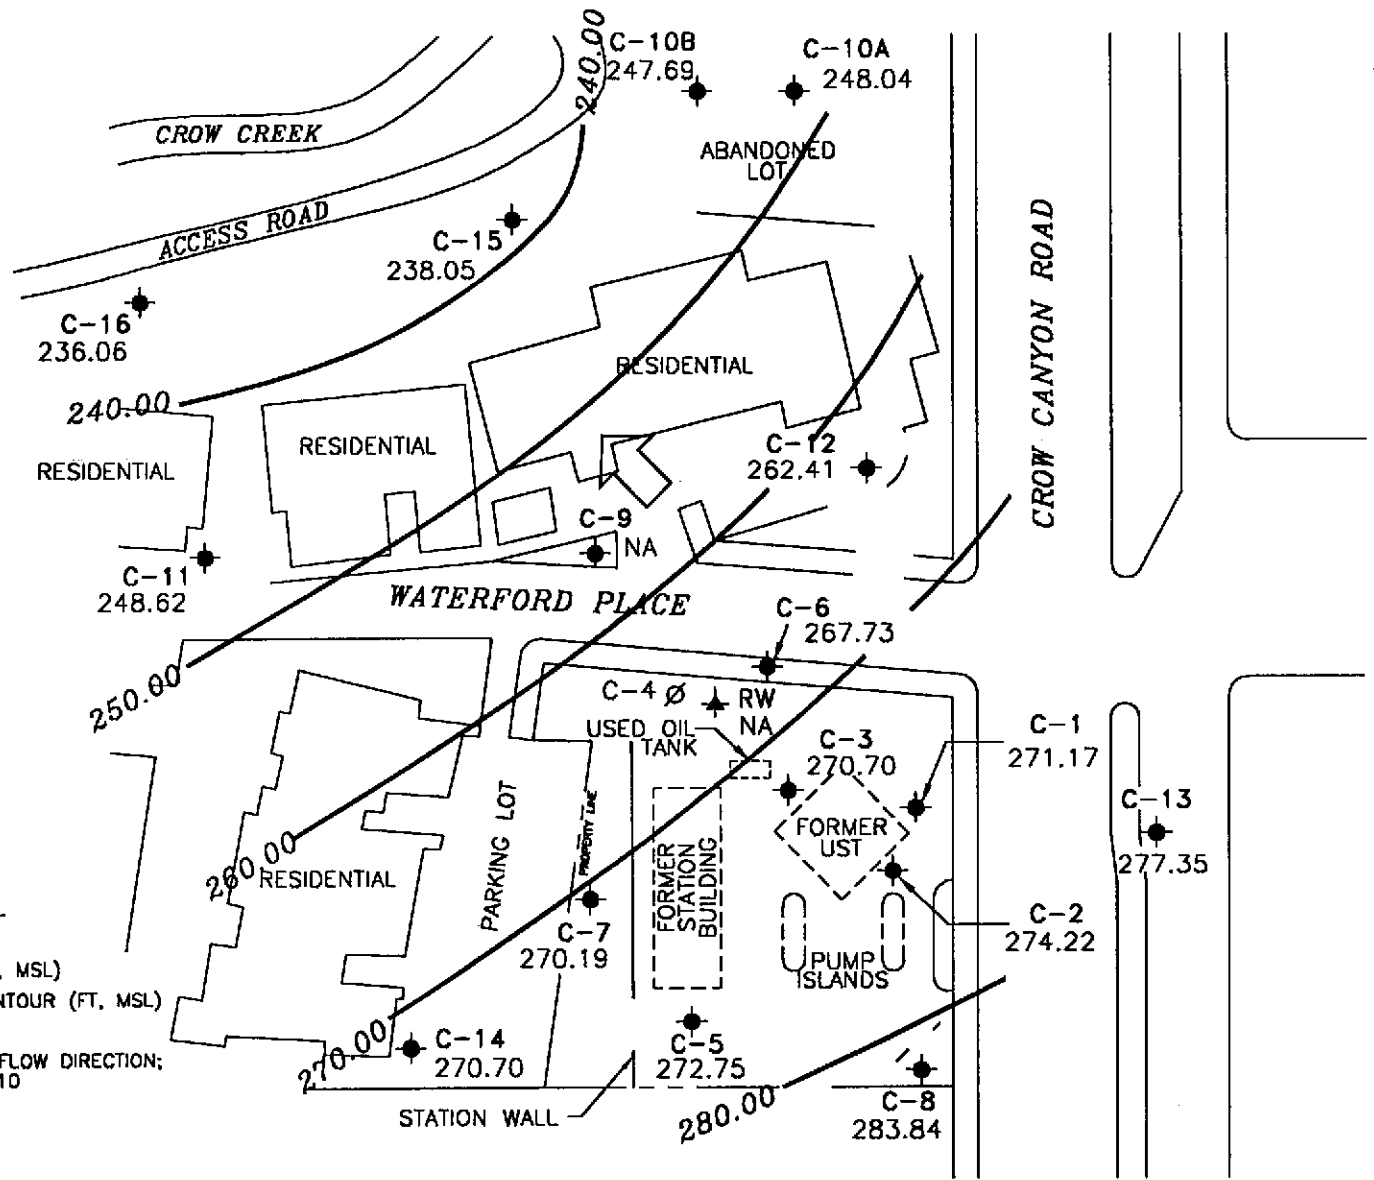 240.00
C-10B
247.69
C-10A
248.04
CROW CREEK
ABANDONED
LOT
ACCESS ROAD
C-15
238.05
CROW CANYON ROAD
C-16
236.06
240.00
RESIDENTIAL
RESIDENTIAL
RESIDENTIAL
C-12
262.41
C-9
NA
C-11
248.62
WATERFORD PLACE
C-6
267.73
250.00
C-4 Ø
RW
NA
USED OIL
TANK
C-3
270.70
C-1
271.17
C-13
277.35
PARKING LOT
PROPERTY LINE
FORMER
UST
FORMER
STATION
BUILDING
260.00
RESIDENTIAL
C-7
270.19
C-2
274.22
PUMP
ISLANDS
, MSL)
NTOUR (FT, MSL)
FLOW DIRECTION;
10
270.00
C-14
270.70
C-5
272.75
280.00
C-8
283.84
STATION WALL